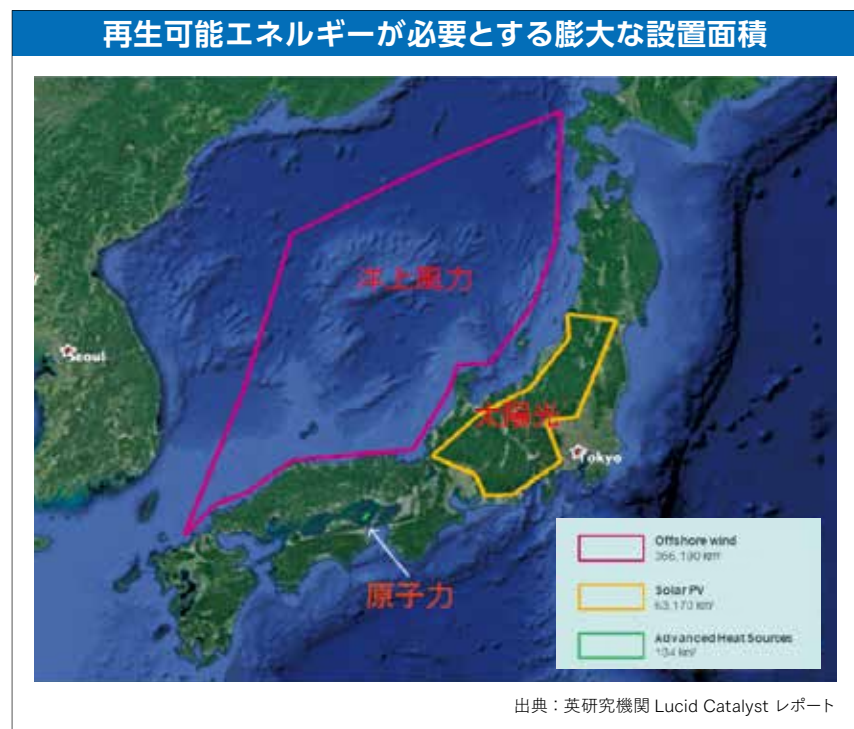 再生可能エネルギーが必要とする膨大な設置面積
洋上風力
Seoul
太陽光
Tokyo
原子力
Offshore wind
366,190 km²
Solar PV
63,170 km²
Advanced Heat Sources
134 km²
出典：英研究機関 Lucid Catalyst レポート